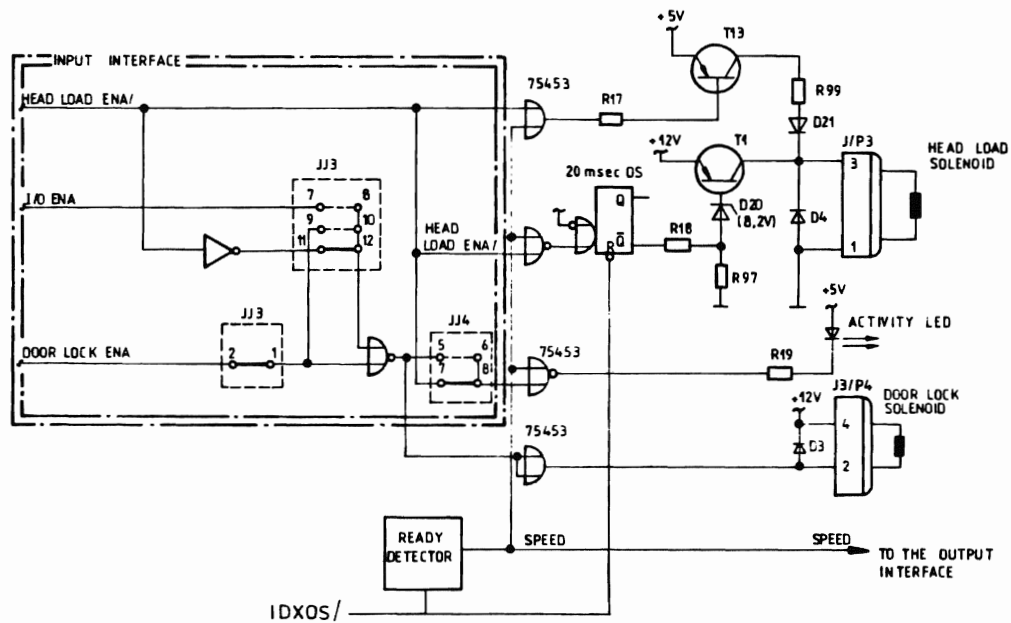 INPUT INTERFACE
HEAD LOAD ENA/
I/O ENA
DOOR LOCK ENA
JJ3
7 8
9 10
11 12
JJ3
2 1
JJ4
5 6
7 8
HEAD
LOAD ENA/
75453
R17
+5V
T13
R99
D21
+12V
T1
20 msec OS
Q
Q̅
R
R18
D20
(8,2V)
R97
D4
J/P3
3
1
HEAD LOAD
SOLENOID
+5V
ACTIVITY LED
75453
R19
J3/P4
+12V
4
D3
2
DOOR LOCK
SOLENOID
75453
READY
DETECTOR
SPEED
SPEED
TO THE OUTPUT
INTERFACE
IDXOS/